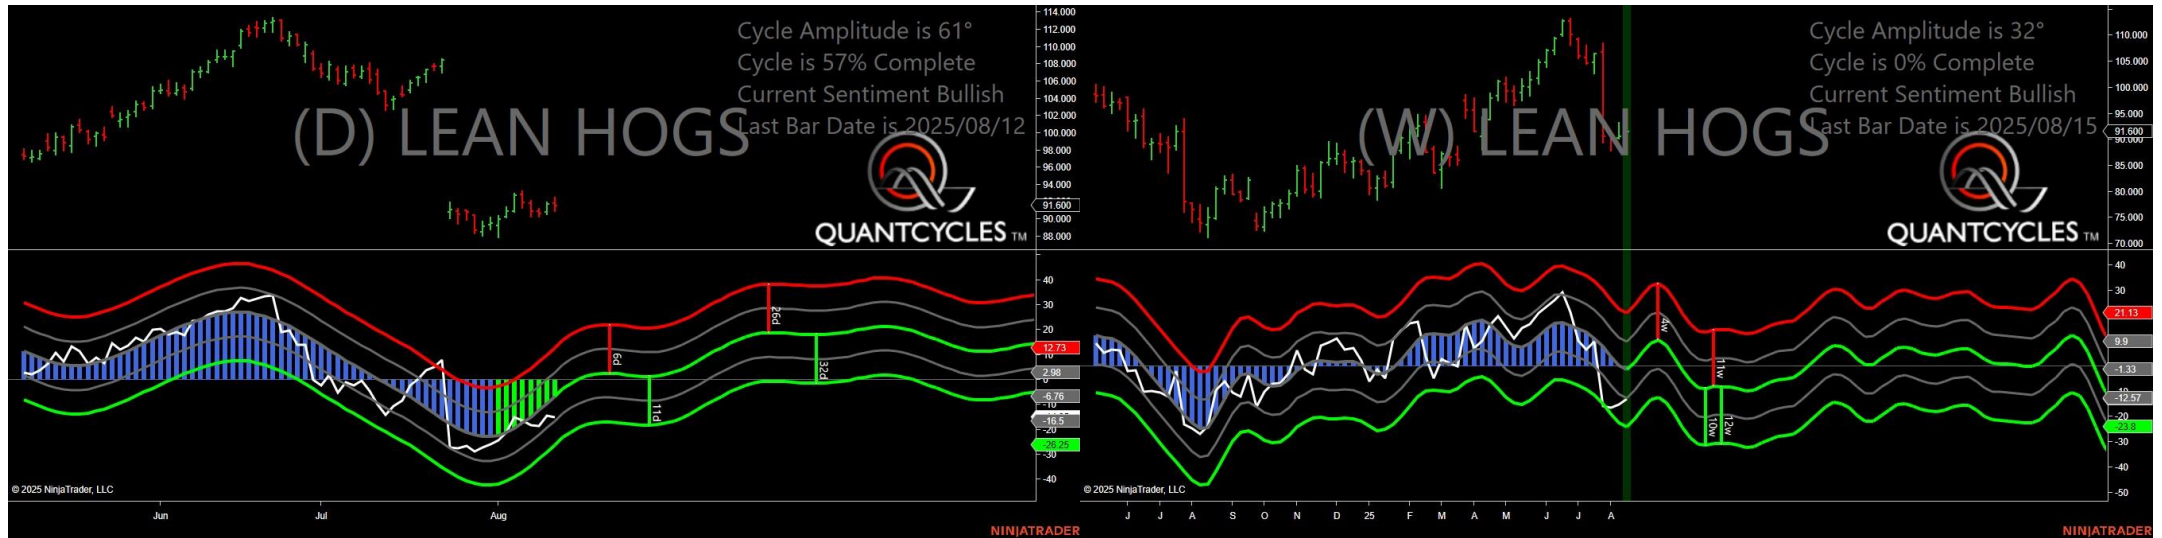 Cycle Amplitude is 61°
Cycle is 57% Complete
Current Sentiment Bullish
Last Bar Date is 2025/08/12
(D) LEAN HOGS
QUANTCYCLES TM
114.000
112.000
110.000
108.000
106.000
104.000
102.000
100.000
98.000
96.000
94.000
91.600
90.000
88.000
6d
11d
26d
32d
40
30
20
12.73
10
2.98
0
-6.76
-10
-16.5
-20
-26.25
-30
-40
© 2025 NinjaTrader, LLC
Jun
Jul
Aug
NINJATRADER
Cycle Amplitude is 32°
Cycle is 0% Complete
Current Sentiment Bullish
Last Bar Date is 2025/08/15
(W) LEAN HOGS
QUANTCYCLES TM
110.000
105.000
100.000
95.000
91.600
90.000
85.000
80.000
75.000
70.000
4w
11w
10w
12w
40
30
21.13
9.9
-1.33
-10
-12.57
-20
-23.8
-30
-40
-50
© 2025 NinjaTrader, LLC
J J A S O N D 25 F M A M J J A
NINJATRADER